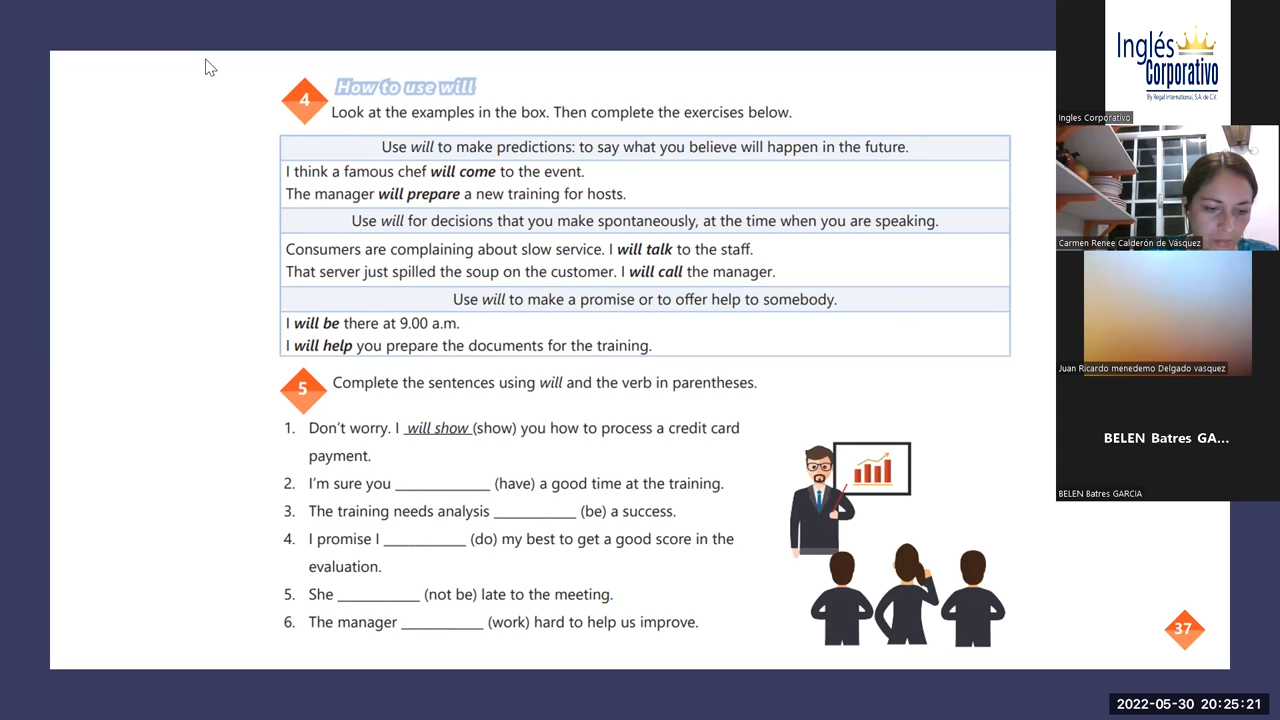 4
How to use will
Look at the examples in the box. Then complete the exercises below.
Use will to make predictions: to say what you believe will happen in the future.
I think a famous chef will come to the event.
The manager will prepare a new training for hosts.
Use will for decisions that you make spontaneously, at the time when you are speaking.
Consumers are complaining about slow service. I will talk to the staff.
That server just spilled the soup on the customer. I will call the manager.
Use will to make a promise or to offer help to somebody.
I will be there at 9.00 a.m.
I will help you prepare the documents for the training.
5
Complete the sentences using will and the verb in parentheses.
1. Don't worry. I will show (show) you how to process a credit card
payment.
2. I'm sure you ____________ (have) a good time at the training.
3. The training needs analysis ___________ (be) a success.
4. I promise I ___________ (do) my best to get a good score in the
evaluation.
5. She ___________ (not be) late to the meeting.
6. The manager ___________ (work) hard to help us improve.
37
Inglés
Corporativo
By Regal International, S.A. de C.V.
Ingles Corporativo
Carmen Renee Calderón de Vásquez
Juan Ricardo menedemo Delgado vasquez
BELEN Batres GA...
BELEN Batres GARCIA
2022-05-30 20:25:21